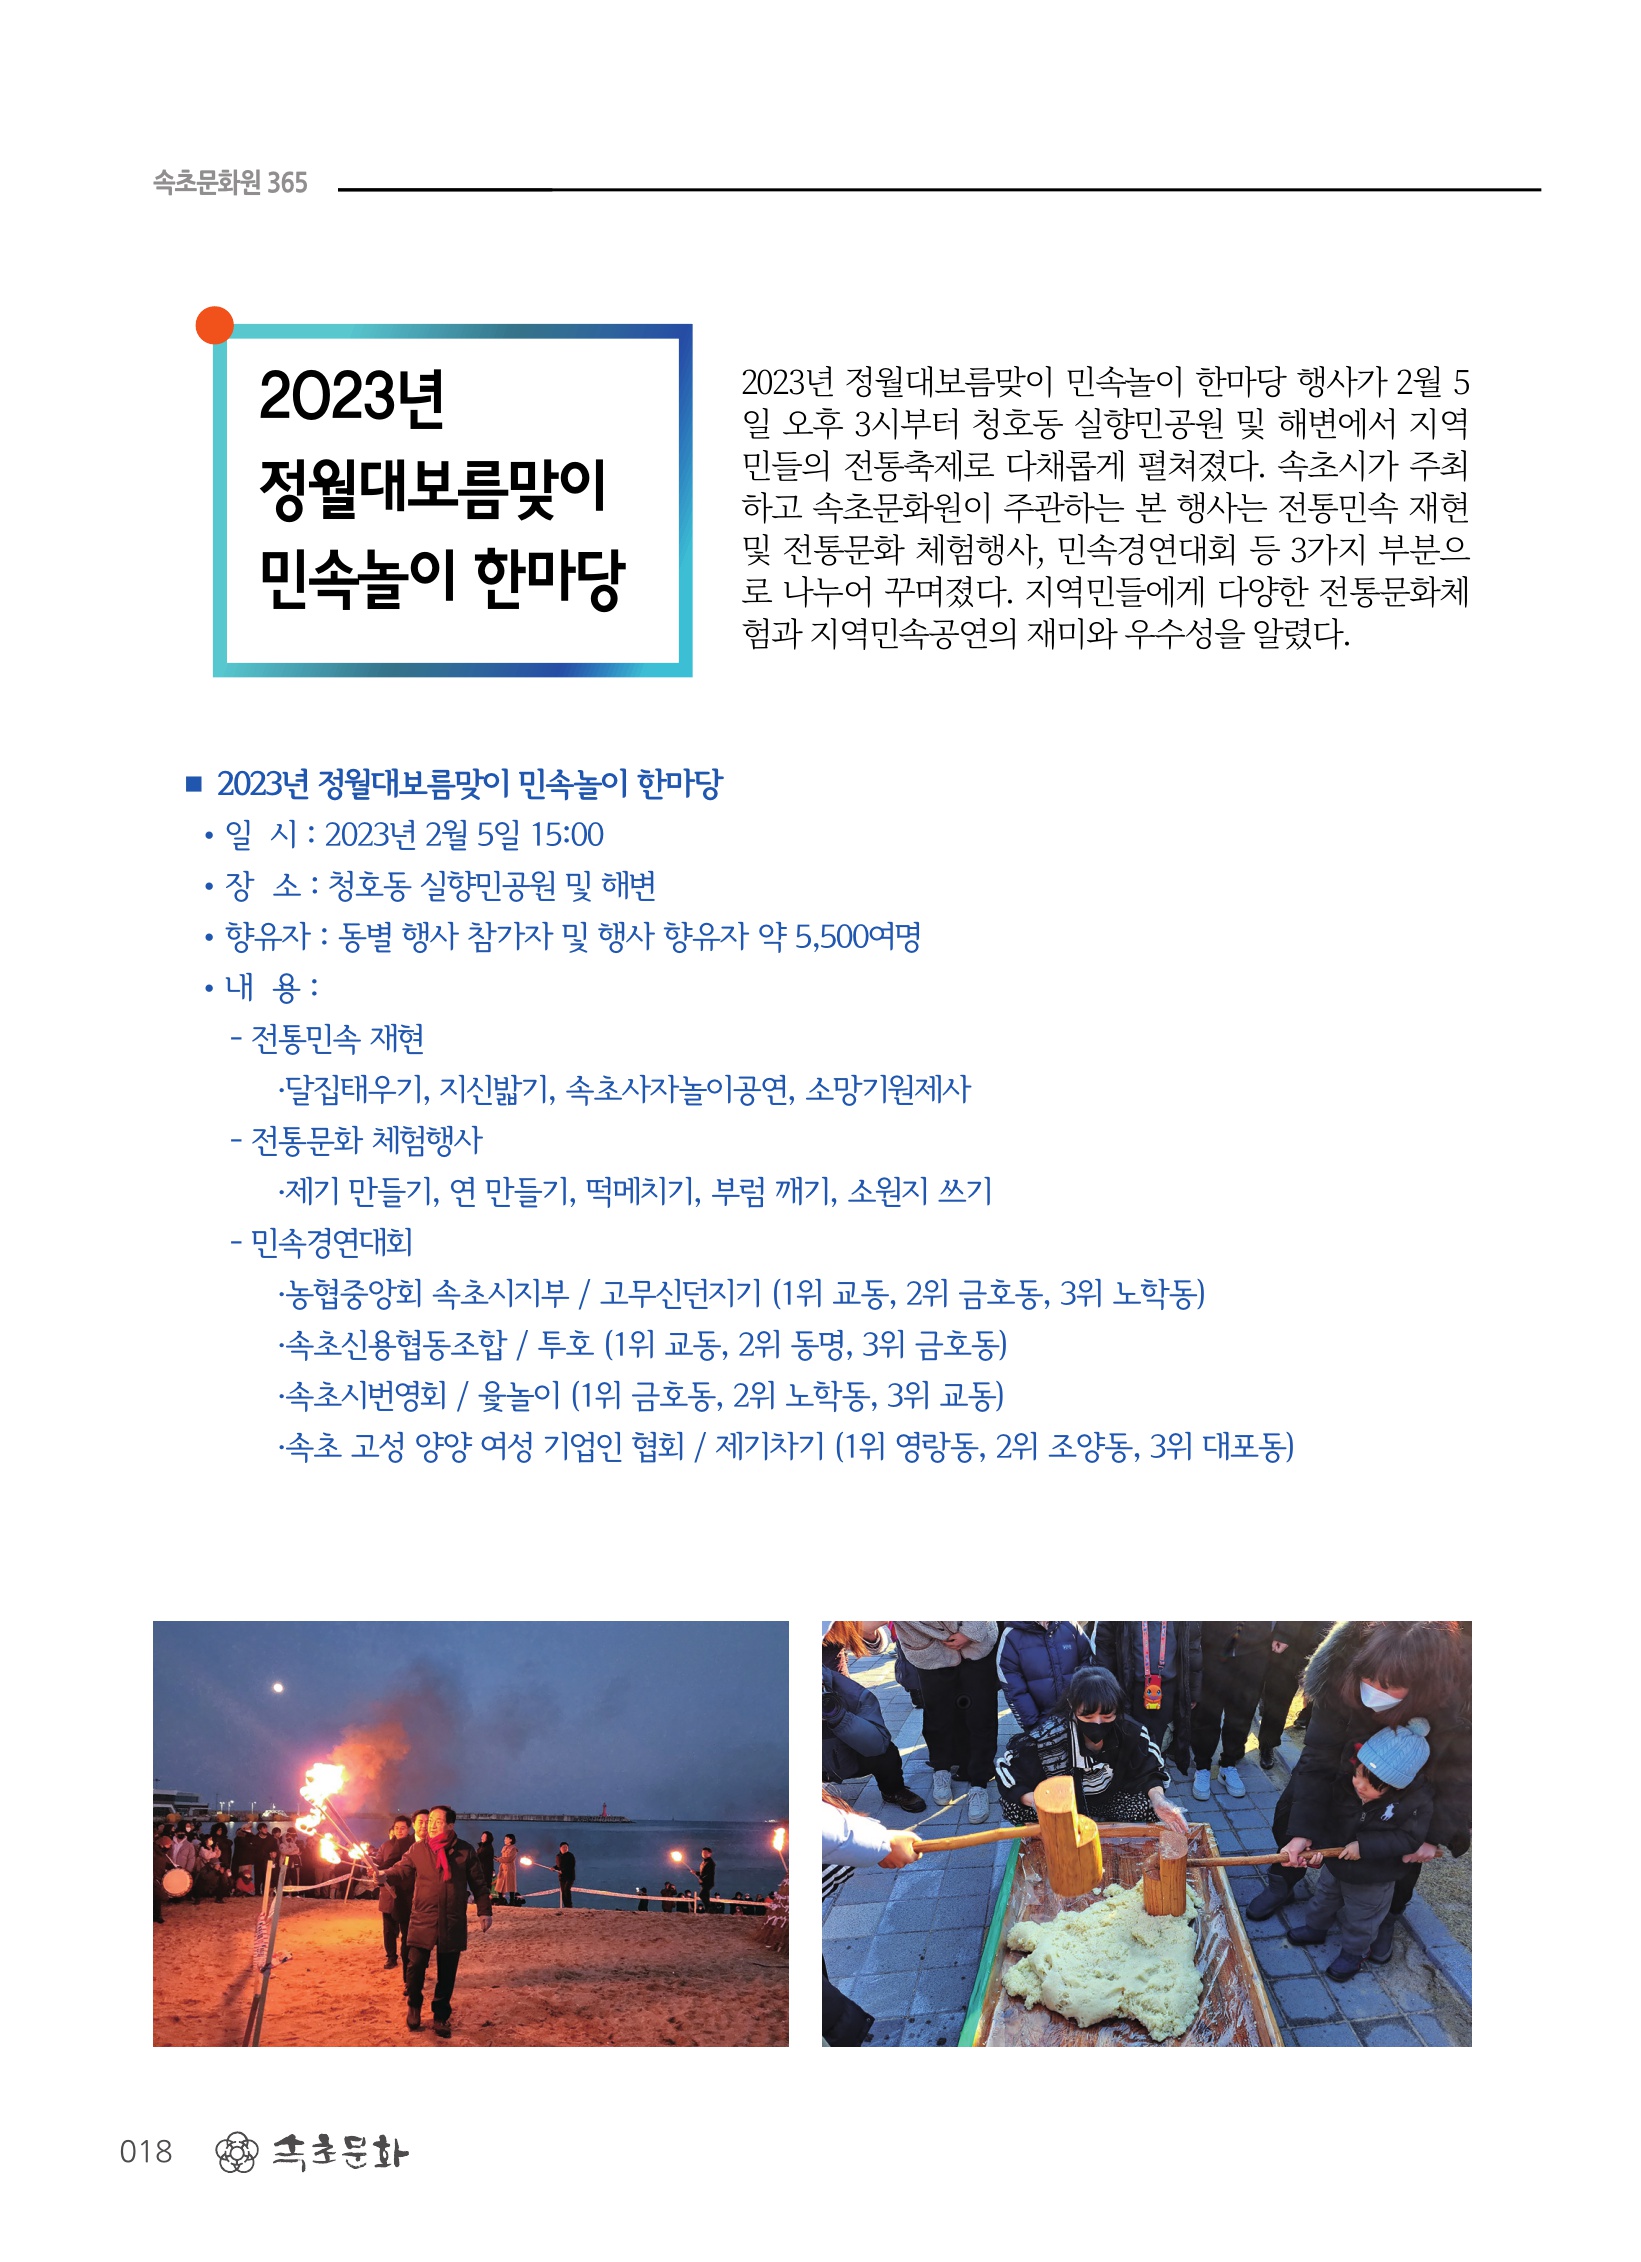 속초문화원 365
2023년
정월대보름맞이
민속놀이 한마당
2023년 정월대보름맞이 민속놀이 한마당 행사가 2월 5
일 오후 3시부터 청호동 실향민공원 및 해변에서 지역
민들의 전통축제로 다채롭게 펼쳐졌다. 속초시가 주최
하고 속초문화원이 주관하는 본 행사는 전통민속 재현
및 전통문화 체험행사, 민속경연대회 등 3가지 부분으
로 나누어 꾸며졌다. 지역민들에게 다양한 전통문화체
험과 지역민속공연의 재미와 우수성을 알렸다.
■ 2023년 정월대보름맞이 민속놀이 한마당
• 일 시 : 2023년 2월 5일 15:00
• 장 소 : 청호동 실향민공원 및 해변
• 향유자 : 동별 행사 참가자 및 행사 향유자 약 5,500여명
• 내 용 :
- 전통민속 재현
·달집태우기, 지신밟기, 속초사자놀이공연, 소망기원제사
- 전통문화 체험행사
·제기 만들기, 연 만들기, 떡메치기, 부럼 깨기, 소원지 쓰기
- 민속경연대회
·농협중앙회 속초시지부 / 고무신던지기 (1위 교동, 2위 금호동, 3위 노학동)
·속초신용협동조합 / 투호 (1위 교동, 2위 동명, 3위 금호동)
·속초시번영회 / 윷놀이 (1위 금호동, 2위 노학동, 3위 교동)
·속초 고성 양양 여성 기업인 협회 / 제기차기 (1위 영랑동, 2위 조양동, 3위 대포동)
018 속초문화